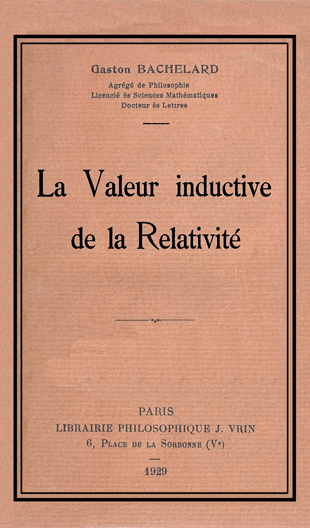 Gaston BACHELARD
Agrégé de Philosophie
Licencié ès Sciences Mathématiques
Docteur ès Lettres
La Valeur inductive
de la Relativité
PARIS
LIBRAIRIE PHILOSOPHIQUE J. VRIN
6, Place de la Sorbonne (Ve)
1929